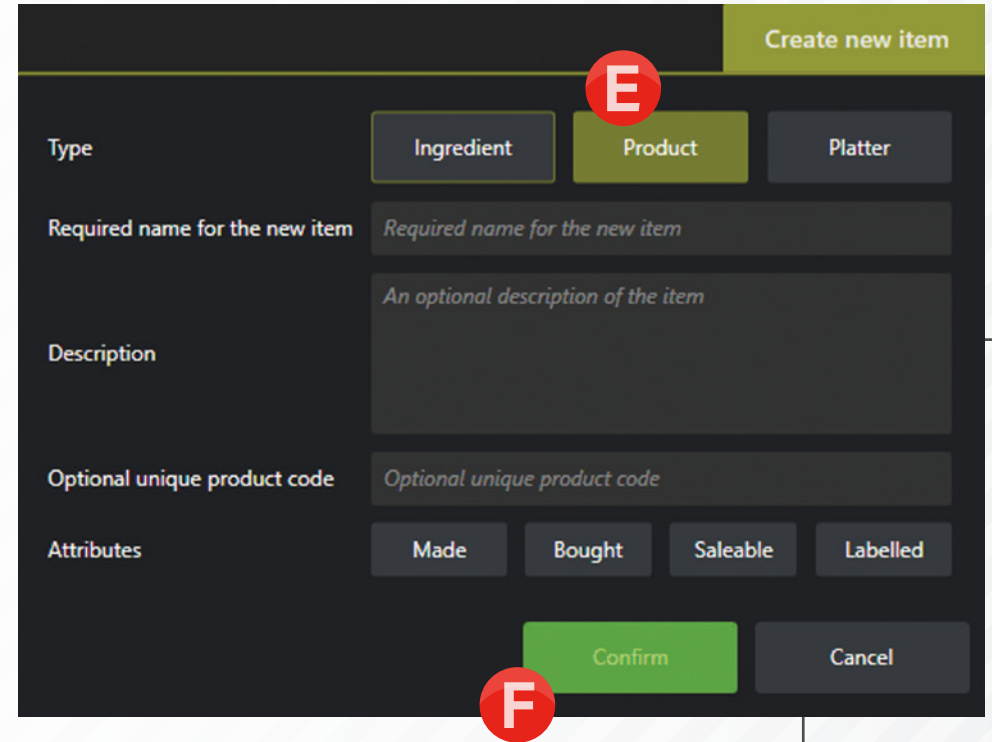 Create new item
E
Type Ingredient Product Platter
Required name for the new item Required name for the new item
An optional description of the item
Description
Optional unique product code Optional unique product code
Attributes Made Bought Saleable Labelled
Confirm Cancel
F